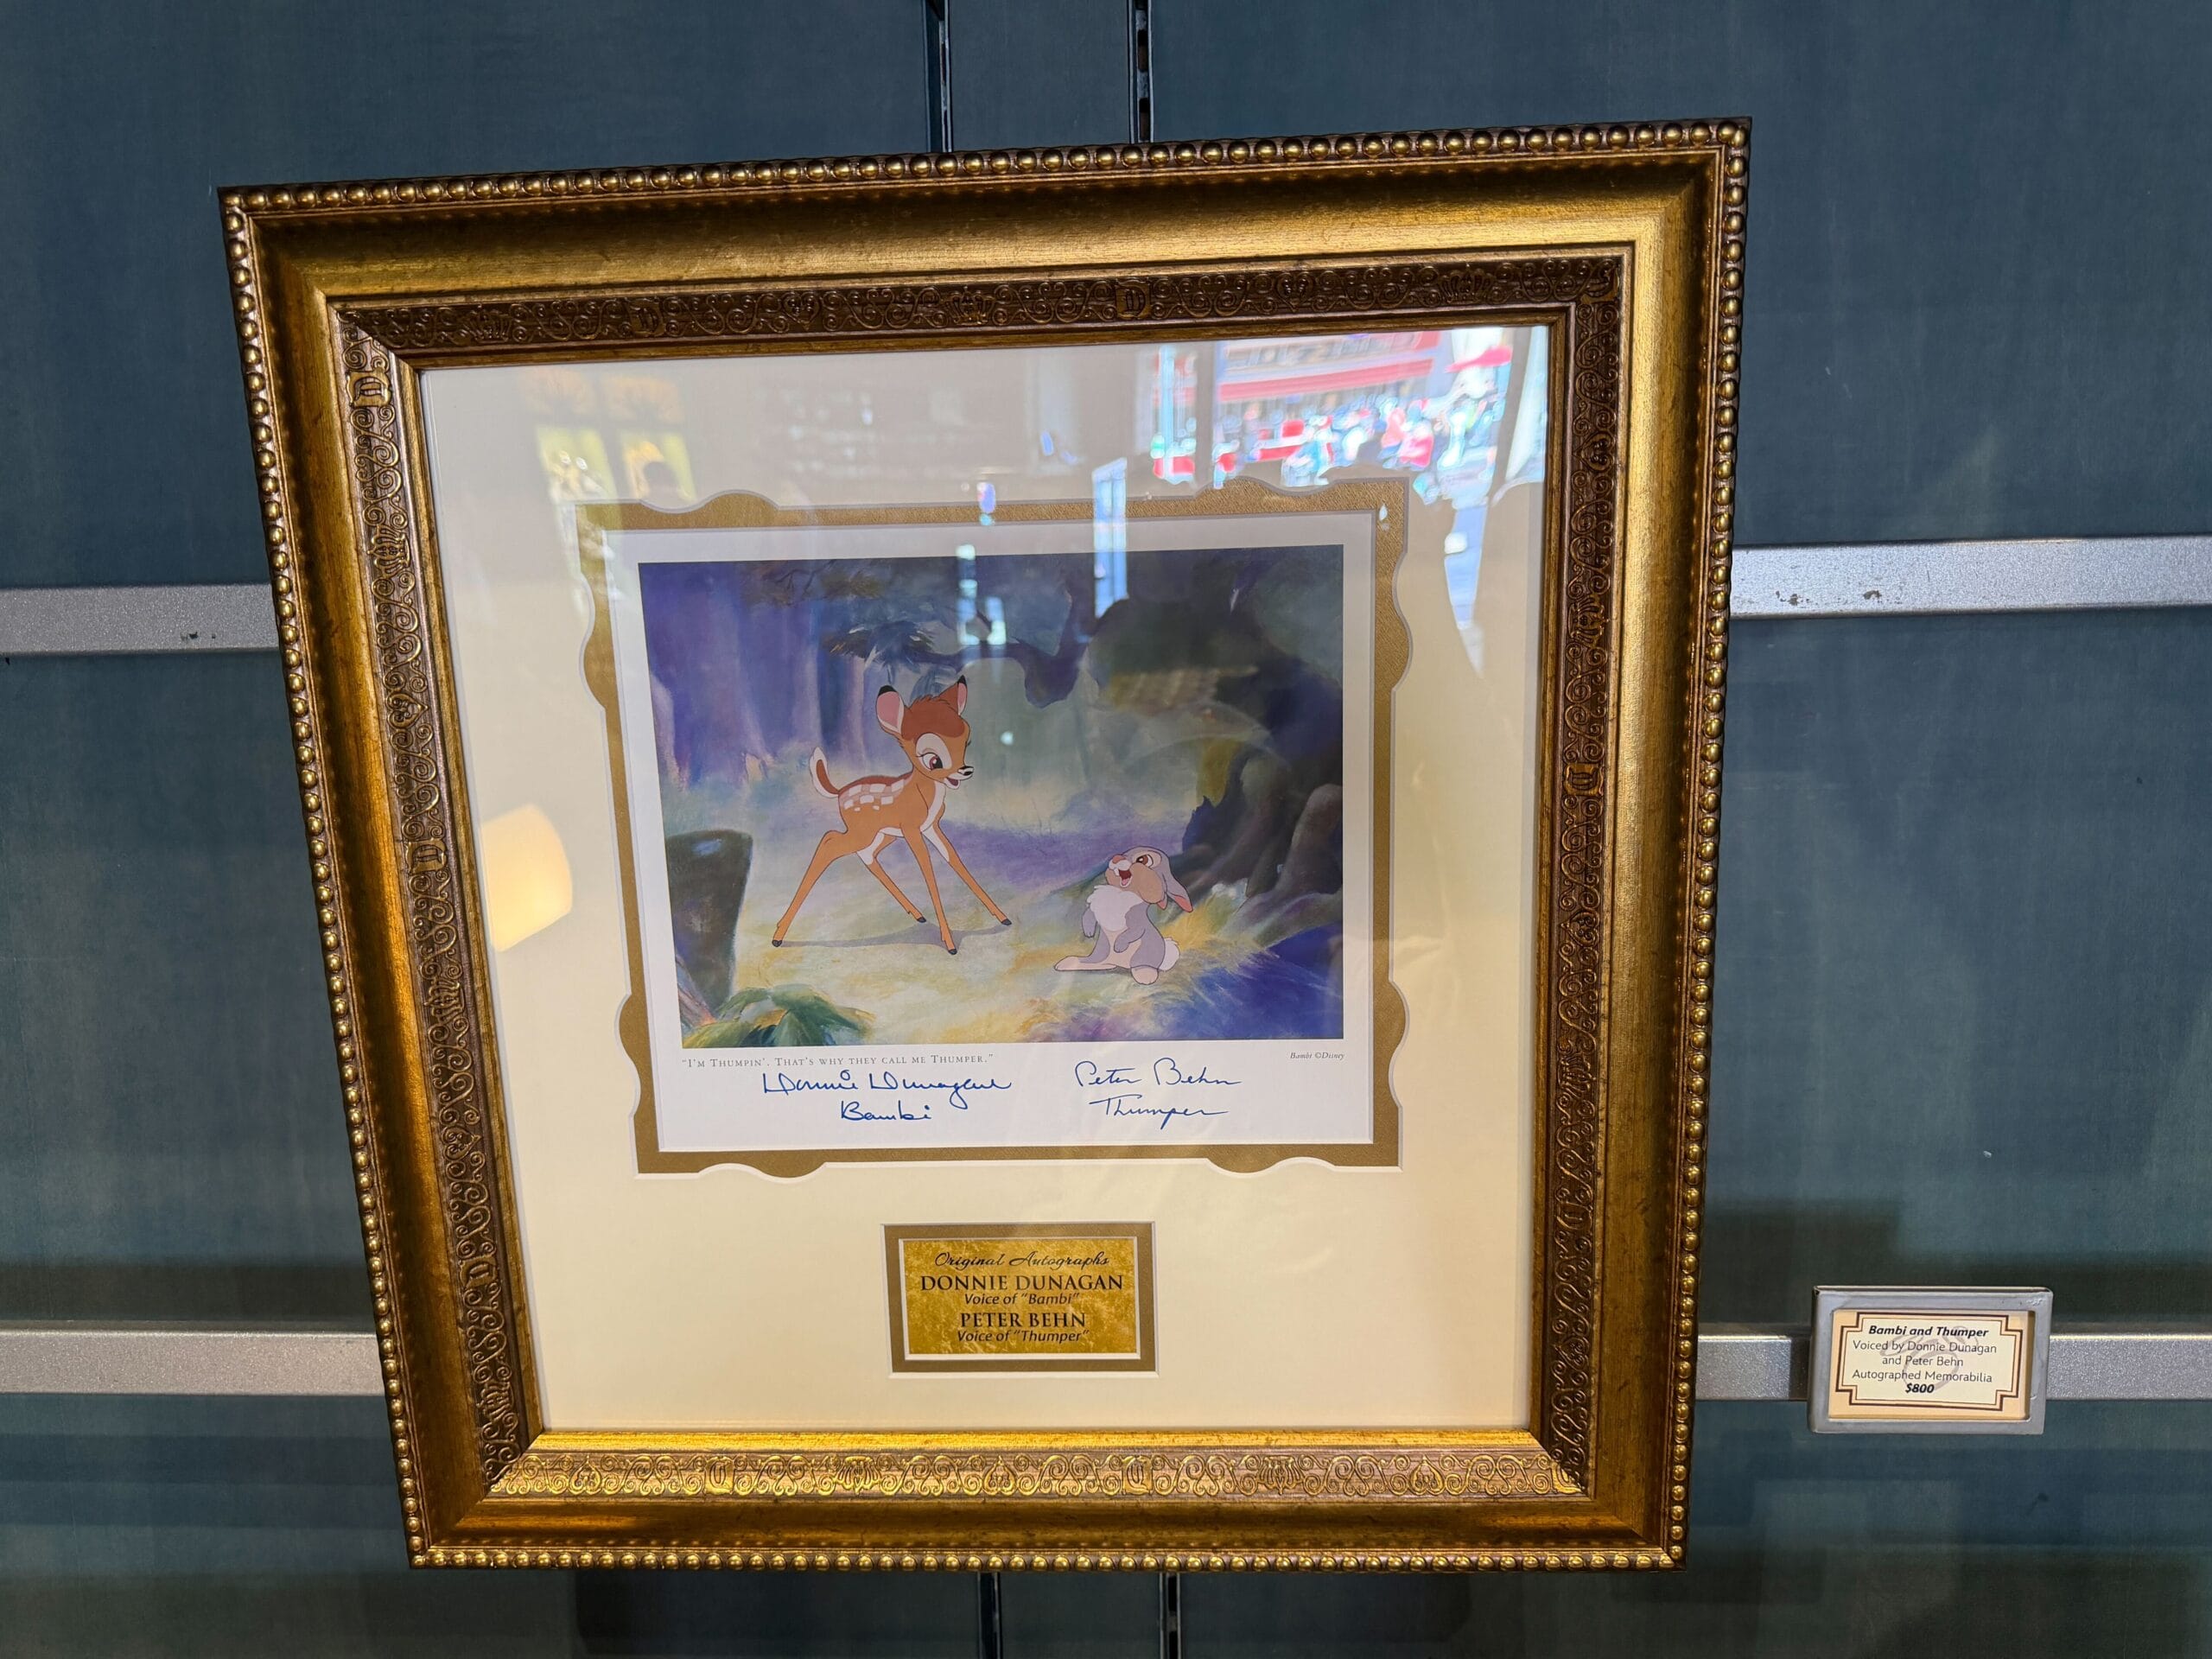 "I'm Thumpin'. That's why they call me Thumper."
Bambi ©Disney
Donnie Dunagan
Bambi
Peter Behn
Thumper
Original Autographs
DONNIE DUNAGAN
Voice of "Bambi"
PETER BEHN
Voice of "Thumper"
Bambi and Thumper
Voiced by Donnie Dunagan
and Peter Behn
Autographed Memorabilia
$800